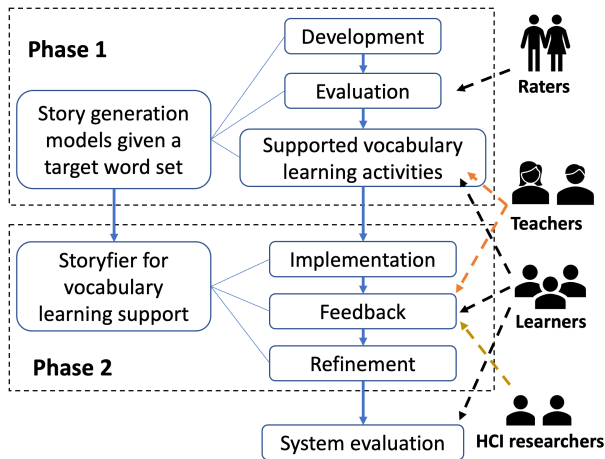 Phase 1
Development
Evaluation
Story generation
models given a
target word set
Supported vocabulary
learning activities
Raters
Teachers
Storyfier for
vocabulary
learning support
Implementation
Feedback
Refinement
Phase 2
Learners
System evaluation
HCI researchers